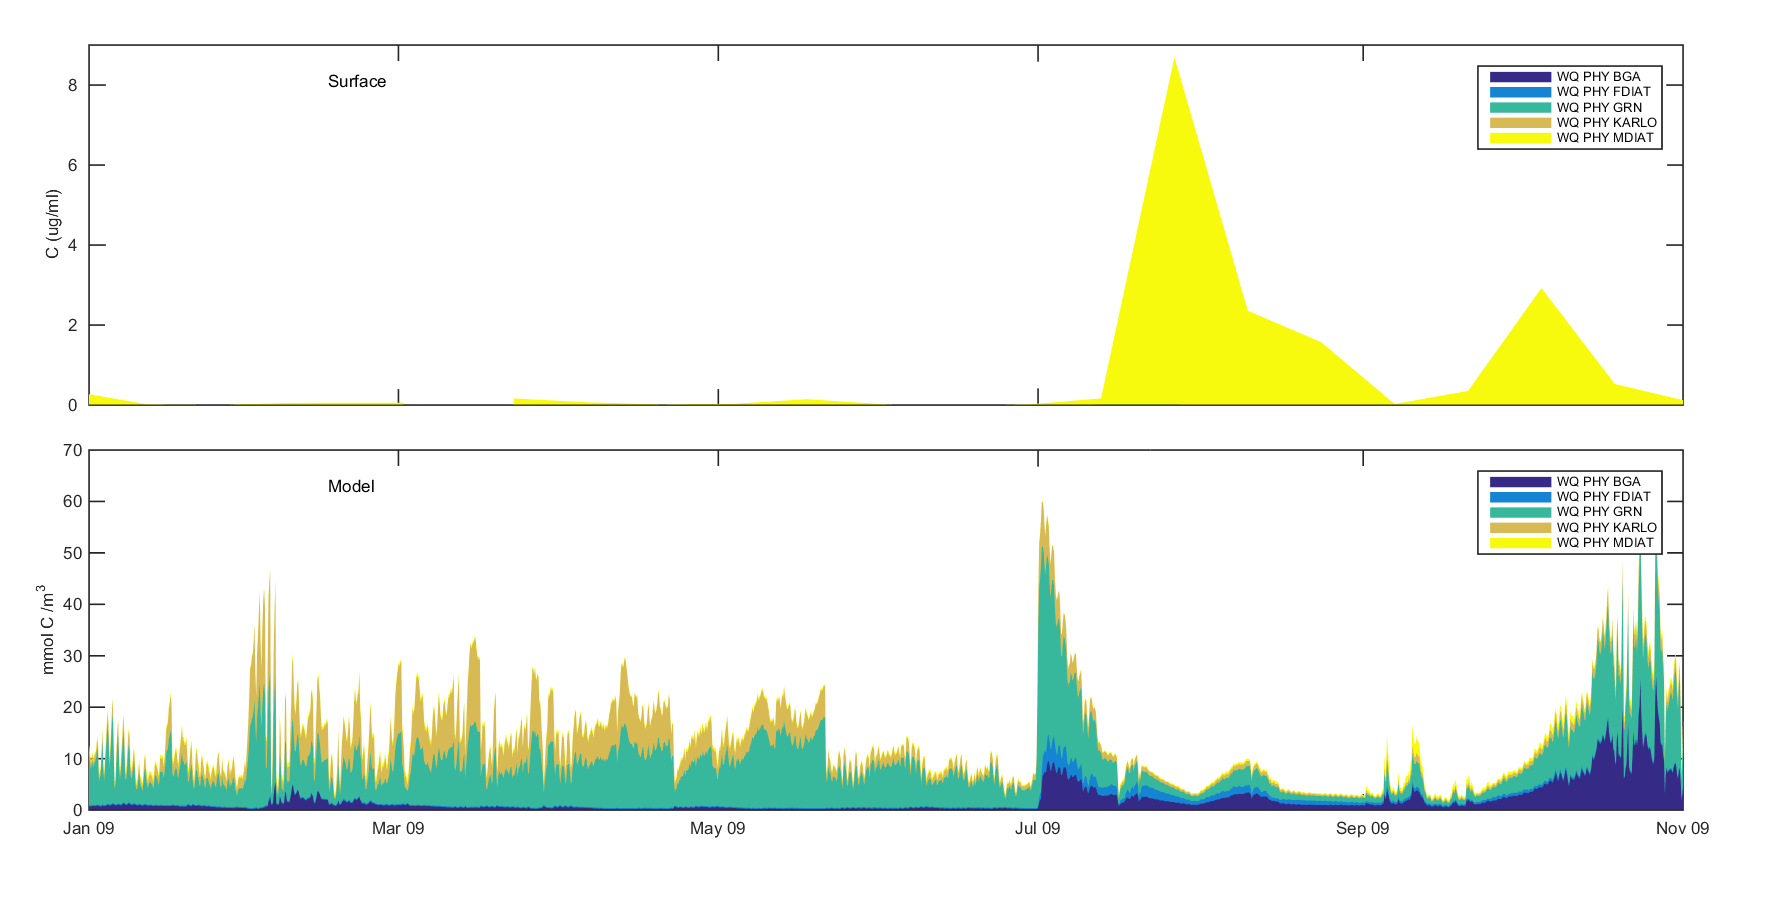 Surface
8
6
4
2
0
C (ug/ml)
WQ PHY BGA
WQ PHY FDIAT
WQ PHY GRN
WQ PHY KARLO
WQ PHY MDIAT
Model
70
60
50
40
30
20
10
0
mmol C /m³
WQ PHY BGA
WQ PHY FDIAT
WQ PHY GRN
WQ PHY KARLO
WQ PHY MDIAT
Jan 09 Mar 09 May 09 Jul 09 Sep 09 Nov 09